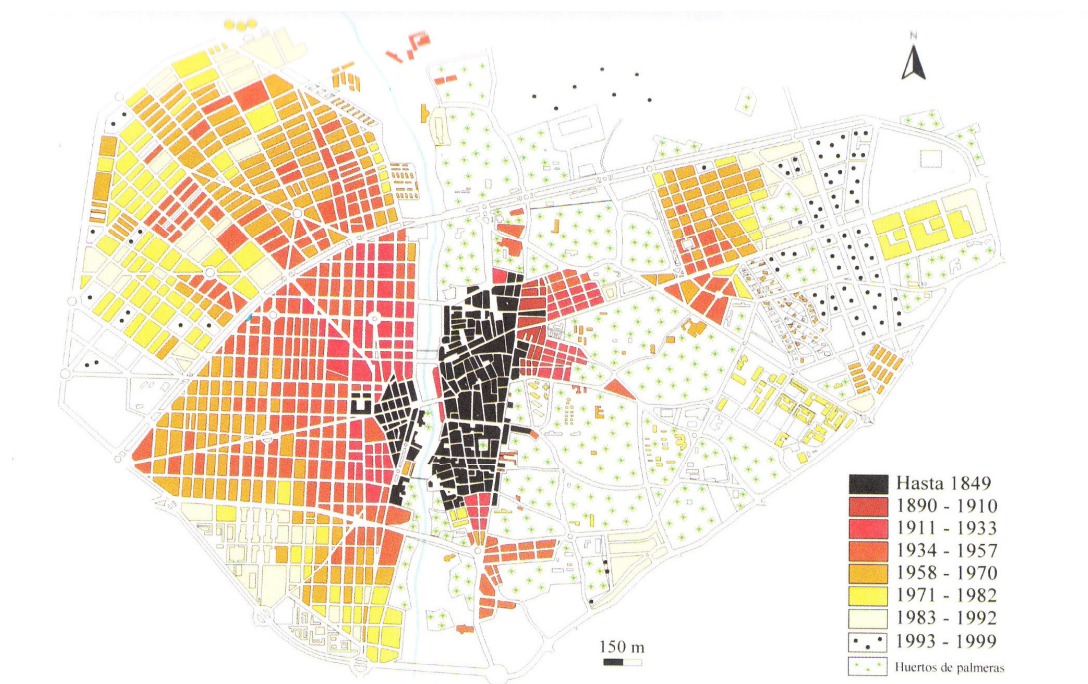 N
Hasta 1849
1890 - 1910
1911 - 1933
1934 - 1957
1958 - 1970
1971 - 1982
1983 - 1992
1993 - 1999
Huertos de palmeras
150 m